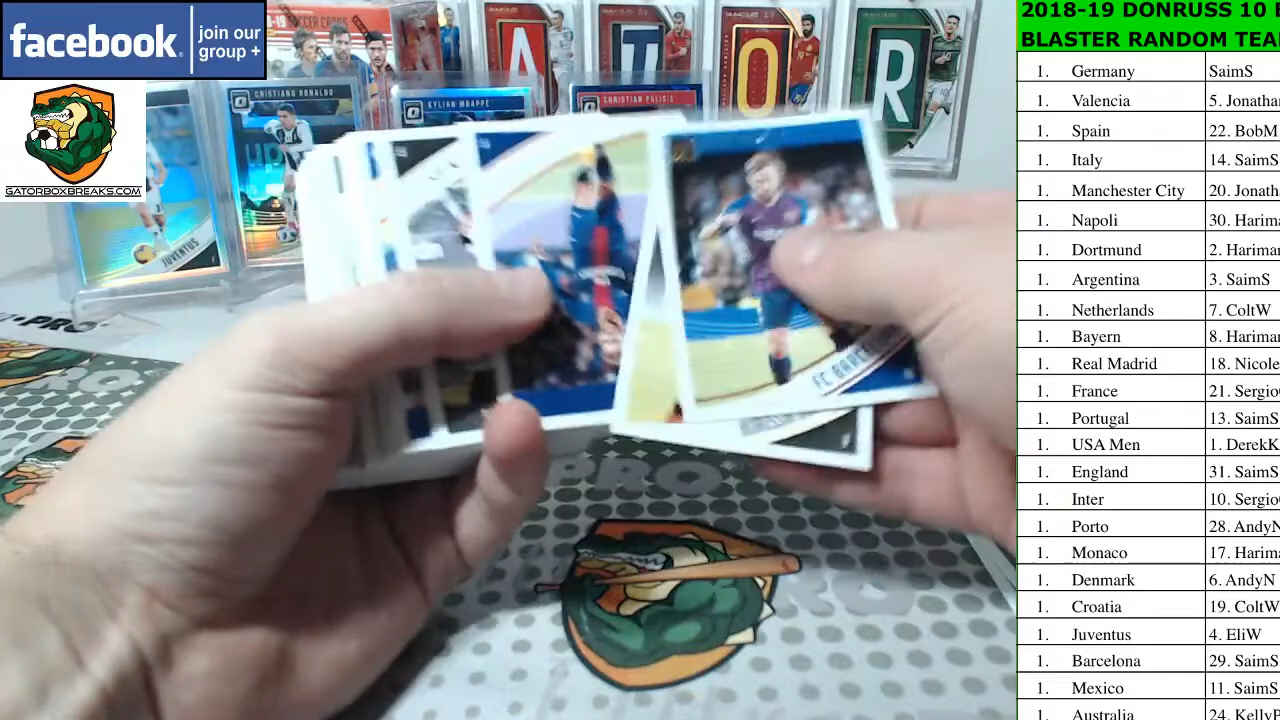 facebook
join our
group +
GATORBOXBREAKS.COM
CRISTIANO RONALDO
KYLIAN MBAPPÉ
CHRISTIAN PULISIC
A
T
O
R
JUVENTUS
PRO
2018-19 DONRUSS 10
BLASTER RANDOM TEA
1. Germany SaimS
1. Valencia 5. Jonatha
1. Spain 22. BobM
1. Italy 14. SaimS
1. Manchester City 20. Jonath
1. Napoli 30. Harim
1. Dortmund 2. Harimar
1. Argentina 3. SaimS
1. Netherlands 7. ColtW
1. Bayern 8. Harimar
1. Real Madrid 18. Nicole
1. France 21. Sergio
1. Portugal 13. SaimS
1. USA Men 1. DerekK
1. England 31. SaimS
1. Inter 10. Sergio
1. Porto 28. AndyN
1. Monaco 17. Harima
1. Denmark 6. AndyN
1. Croatia 19. ColtW
1. Juventus 4. EliW
1. Barcelona 29. SaimS
1. Mexico 11. SaimS
1. Australia 24. KellyP